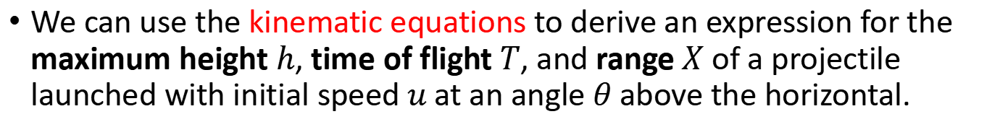 • We can use the kinematic equations to derive an expression for the
maximum height h, time of flight T, and range X of a projectile
launched with initial speed u at an angle θ above the horizontal.